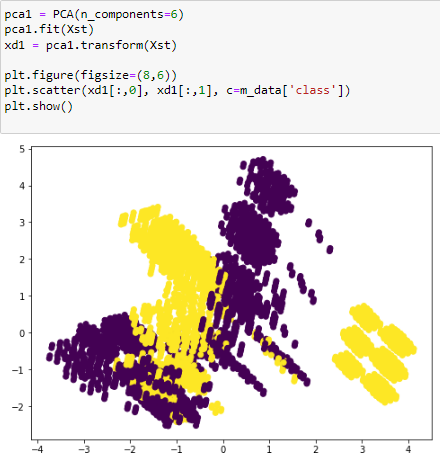 pca1 = PCA(n_components=6)
pca1.fit(Xst)
xd1 = pca1.transform(Xst)
plt.figure(figsize=(8,6))
plt.scatter(xd1[:,0], xd1[:,1], c=m_data['class'])
plt.show()
5
4
3
2
1
0
−1
−2
−4 −3 −2 −1 0 1 2 3 4